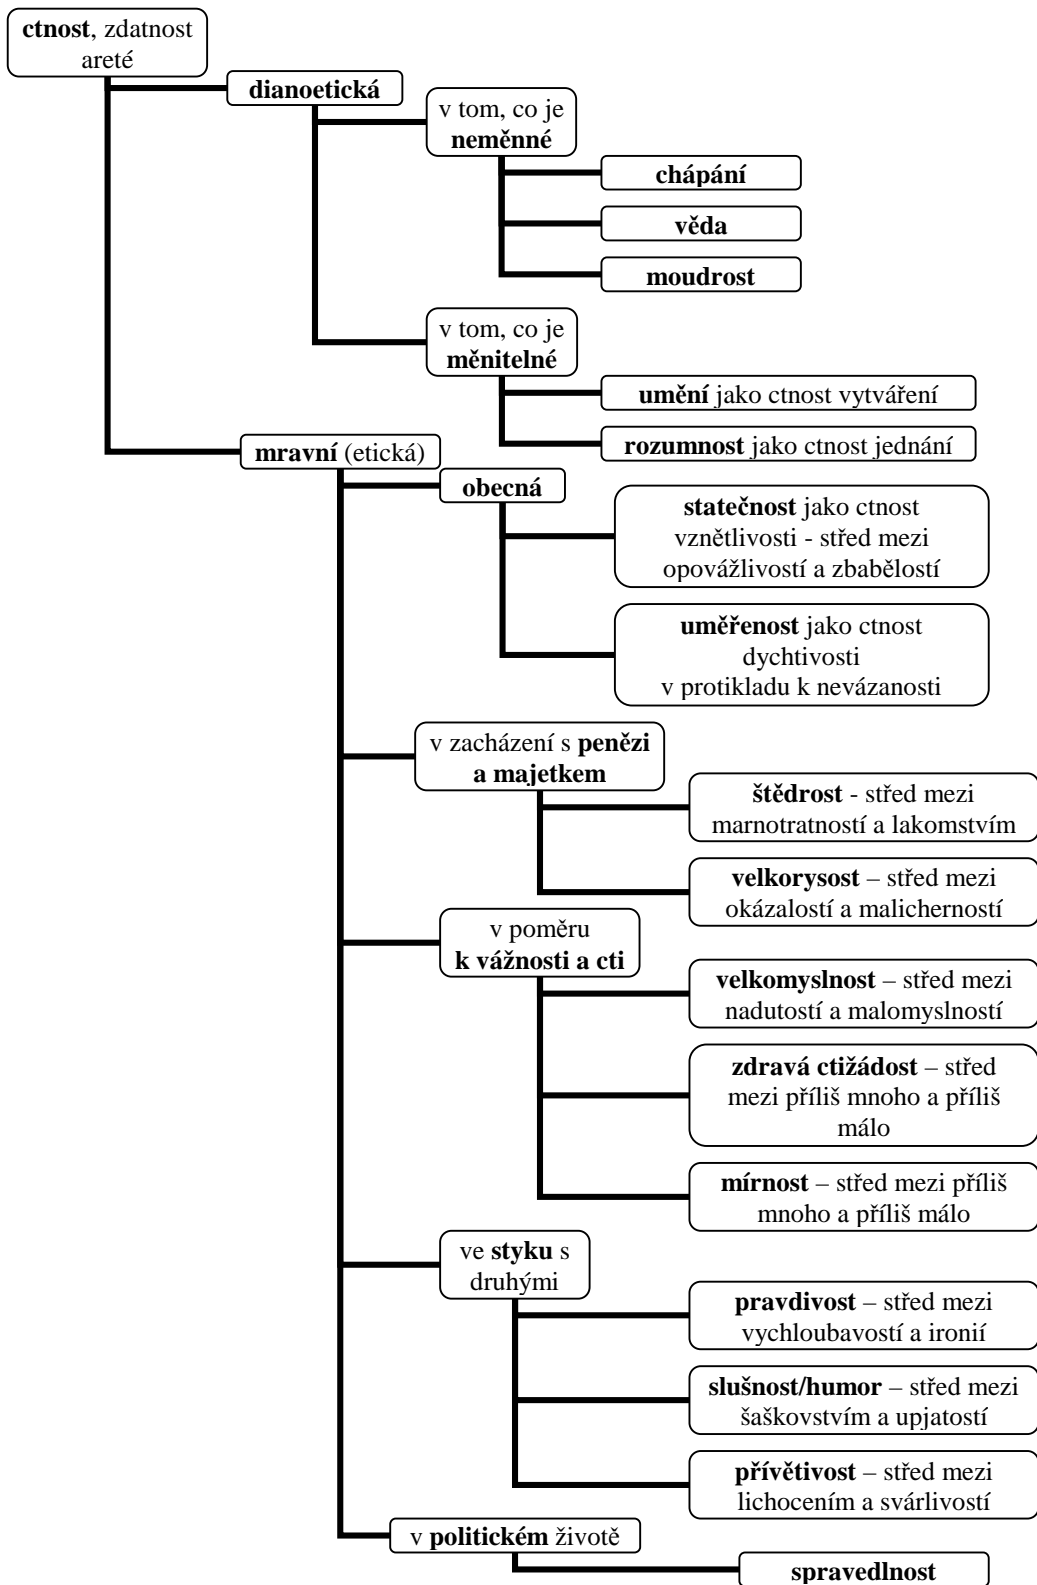 ctnost, zdatnost
areté
dianoetická
v tom, co je
neměnné
chápání
věda
moudrost
v tom, co je
měnitelné
umění jako ctnost vytváření
rozumnost jako ctnost jednání
mravní (etická)
obecná
statečnost jako ctnost
vznětlivosti - střed mezi
opovážlivostí a zbabělostí
uměřenost jako ctnost
dychtivosti
v protikladu k nevázanosti
v zacházení s penězi
a majetkem
štědrost - střed mezi
marnotratností a lakomstvím
velkorysost – střed mezi
okázalostí a malicherností
v poměru
k vážnosti a cti
velkomyslnost – střed mezi
nadutostí a malomyslností
zdravá ctižádost – střed
mezi příliš mnoho a příliš
málo
mírnost – střed mezi příliš
mnoho a příliš málo
ve styku s
druhými
pravdivost – střed mezi
vychloubavostí a ironií
slušnost/humor – střed mezi
šaškovstvím a upjatostí
přívětivost – střed mezi
lichocením a svárlivostí
v politickém životě
spravedlnost